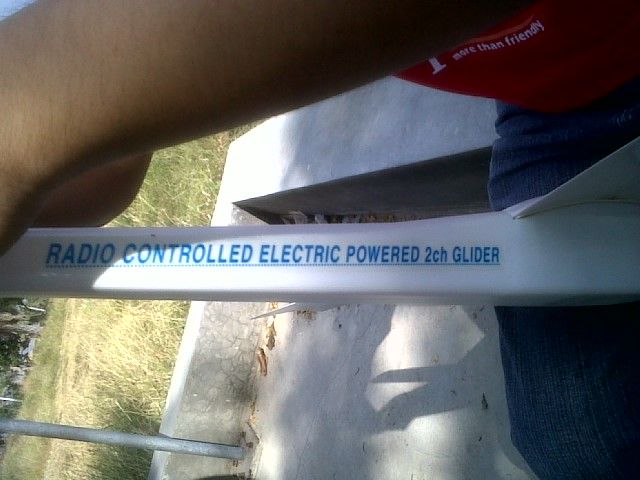 more than friendly
RADIO CONTROLLED ELECTRIC POWERED 2ch GLIDER